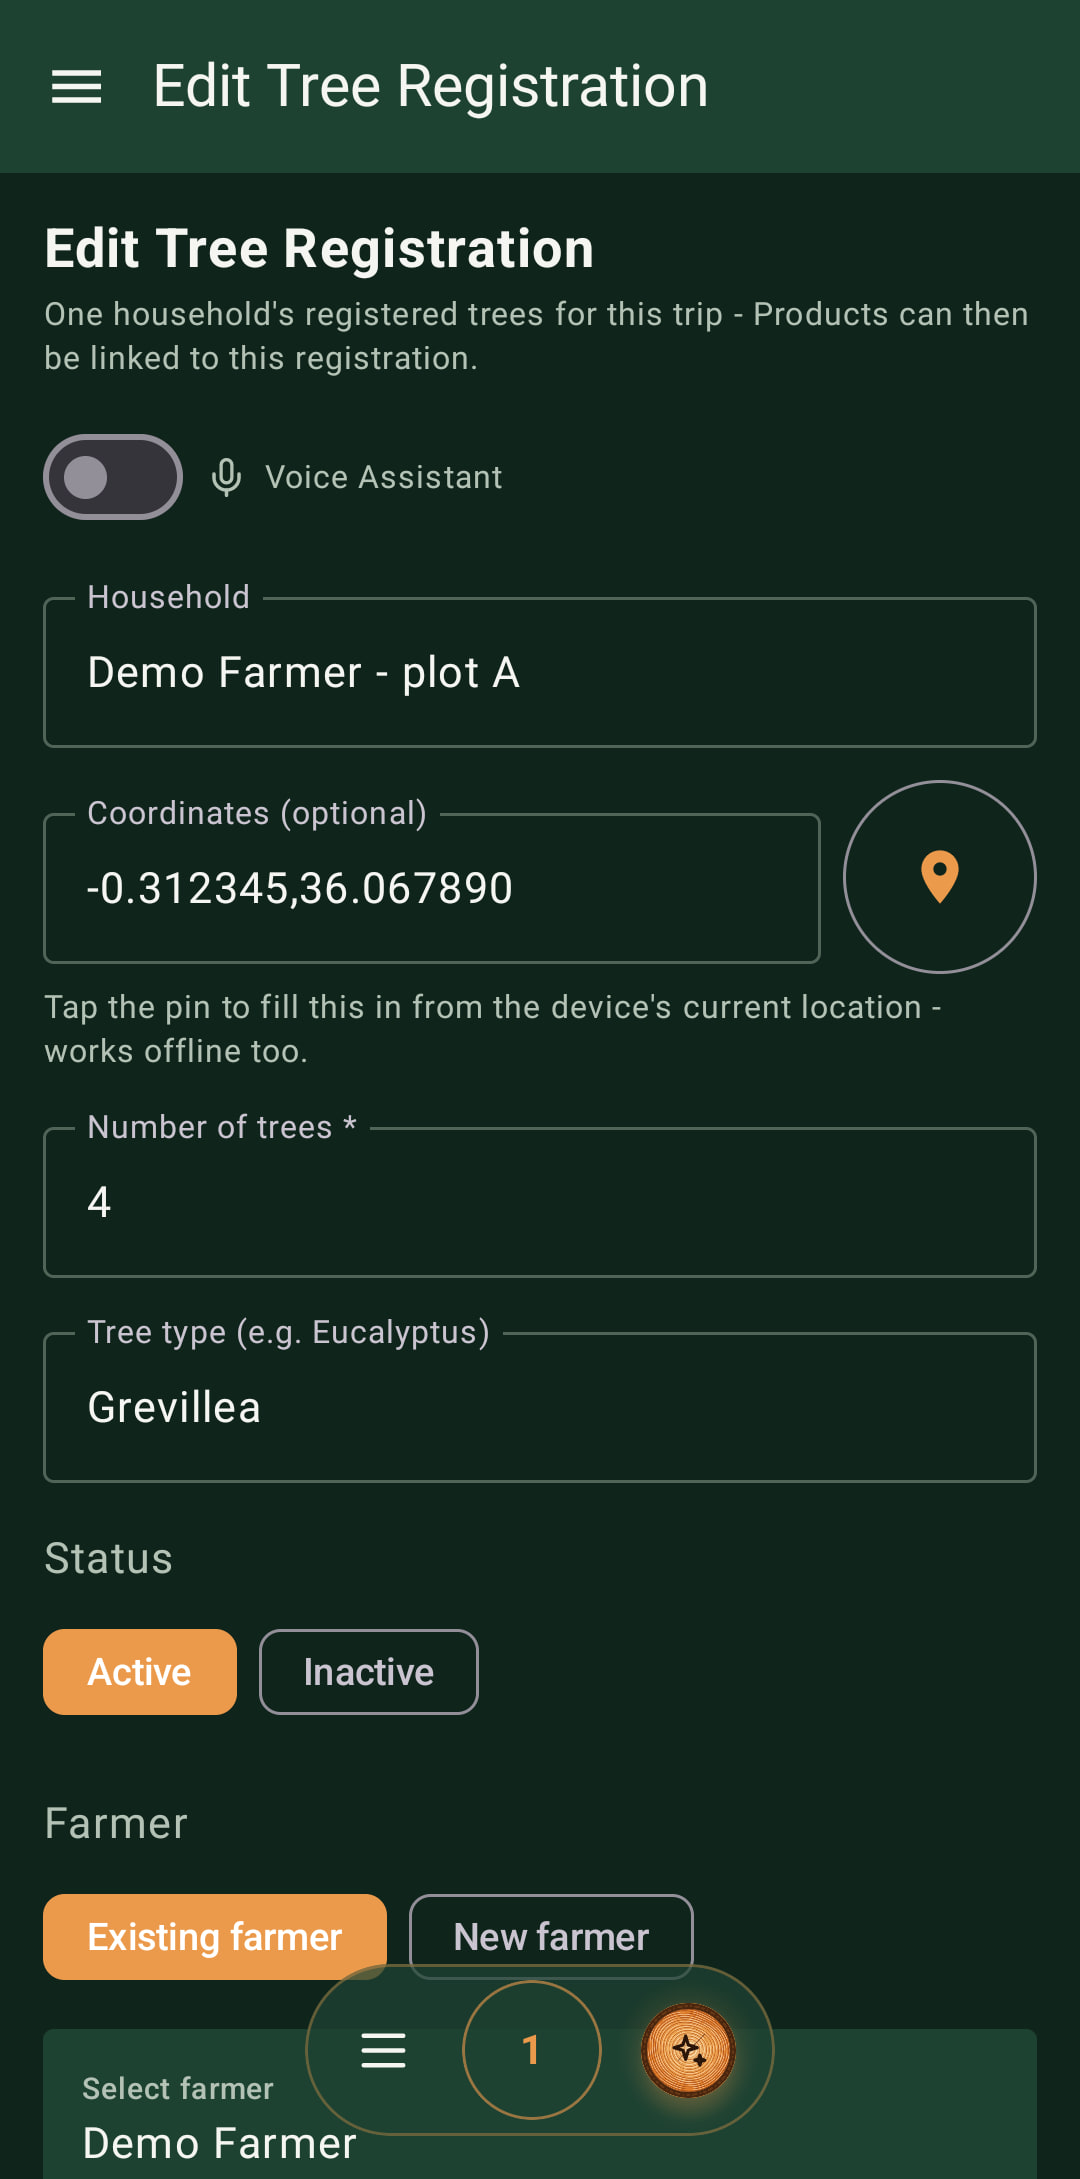 Edit Tree Registration
Edit Tree Registration
One household's registered trees for this trip - Products can then
be linked to this registration.
Voice Assistant
Household
Demo Farmer - plot A
Coordinates (optional)
-0.312345,36.067890
Tap the pin to fill this in from the device's current location -
works offline too.
Number of trees *
4
Tree type (e.g. Eucalyptus)
Grevillea
Status
Active
Inactive
Farmer
Existing farmer
New farmer
1
Select farmer
Demo Farmer